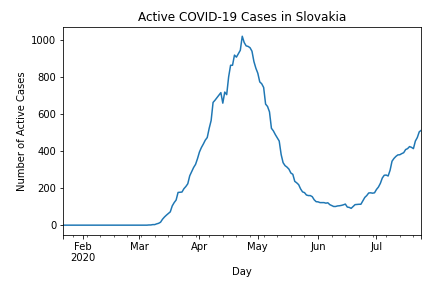 Active COVID-19 Cases in Slovakia
Number of Active Cases
1000
800
600
400
200
0
Feb Mar Apr May Jun Jul
2020
Day